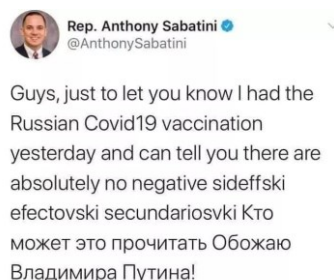 Rep. Anthony Sabatini
@AnthonySabatini
Guys, just to let you know I had the
Russian Covid19 vaccination
yesterday and can tell you there are
absolutely no negative sideffski
efectovski secundariosvki Кто
может это прочитать Обожаю
Владимира Путина!